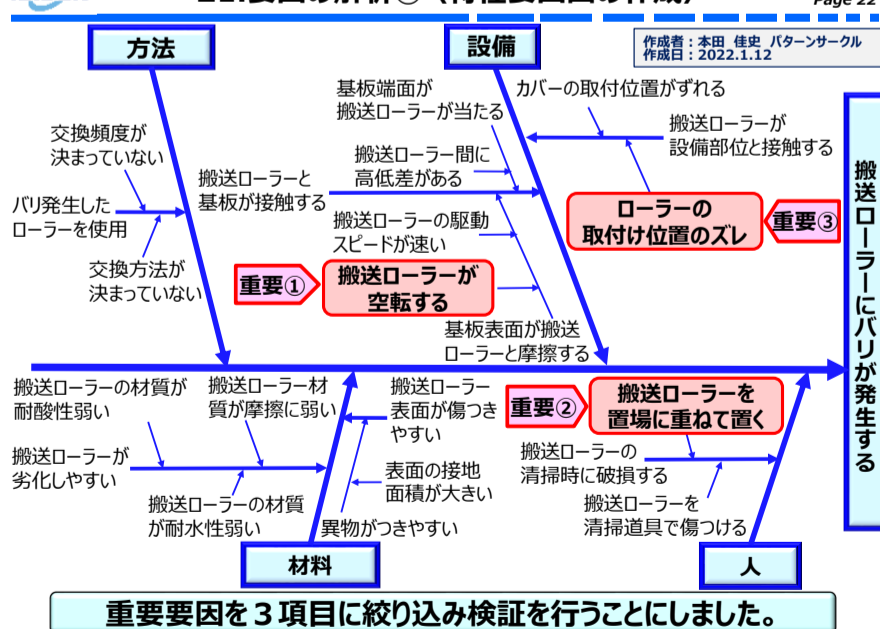 Page 22
作成者：本田 佳史 パターンサークル
作成日：2022.1.12
方法
設備
基板端面が
搬送ローラーが当たる
カバーの取付位置がずれる
搬送ローラーが
設備部位と接触する
交換頻度が
決まっていない
搬送ローラー間に
高低差がある
搬送ローラーと
基板が接触する
バリ発生した
ローラーを使用
ローラーの
取付け位置のズレ
重要③
搬送ローラーの駆動
スピードが速い
交換方法が
決まっていない
重要①
搬送ローラーが
空転する
基板表面が搬送
ローラーと摩擦する
搬送ローラーにバリが発生する
搬送ローラーの材質が
耐酸性弱い
搬送ローラー材
質が摩擦に弱い
搬送ローラー
表面が傷つき
やすい
重要②
搬送ローラーを
置場に重ねて置く
搬送ローラーが
劣化しやすい
表面の接地
面積が大きい
搬送ローラーの
清掃時に破損する
搬送ローラーの材質
が耐水性弱い
異物がつきやすい
搬送ローラーを
清掃道具で傷つける
材料
人
重要要因を３項目に絞り込み検証を行うことにしました。